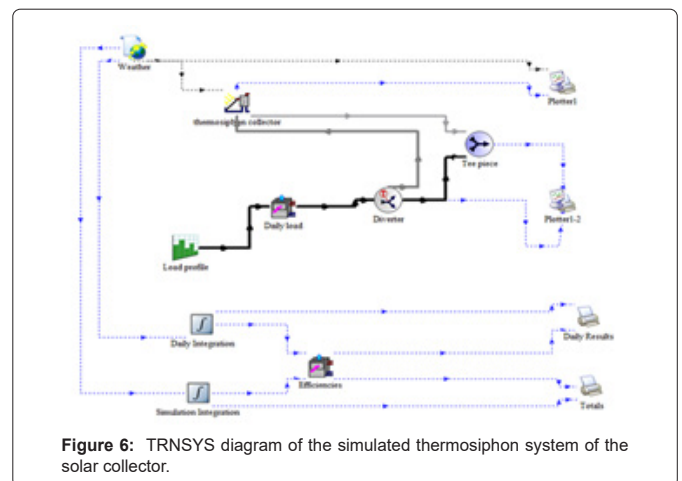 Weather
Plotter1
thermosiphon collector
Tee piece
Plotter1-2
Diverter
Daily load
Load profile
Daily Integration
Daily Results
Efficiencies
Simulation Integration
Totals
Figure 6: TRNSYS diagram of the simulated thermosiphon system of the
solar collector.